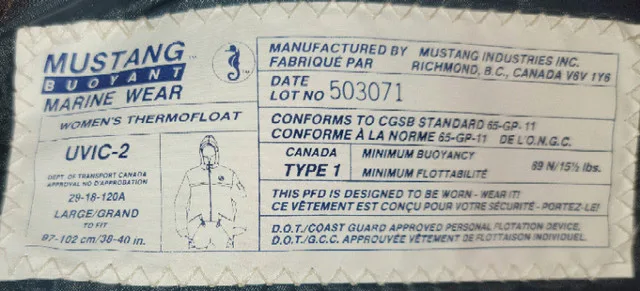 MUSTANG
BUOYANT
MARINE WEAR
WOMEN'S THERMOFLOAT
UVIC-2
DEPT. OF TRANSPORT CANADA
APPROVAL NO D'APPROBATION
29-18-120A
LARGE/GRAND
TO FIT
97-102 cm/38-40 in.
MANUFACTURED BY MUSTANG INDUSTRIES INC.
FABRIQUÉ PAR RICHMOND, B.C., CANADA V6V 1Y6
DATE
LOT NO 503071
CONFORMS TO CGSB STANDARD 65-GP-11
CONFORME À LA NORME 65-GP-11 DE L'O.N.G.C.
CANADA MINIMUM BUOYANCY
TYPE 1 MINIMUM FLOTTABILITÉ 69 N/15½ lbs.
THIS PFD IS DESIGNED TO BE WORN - WEAR IT!
CE VÊTEMENT EST CONÇU POUR VOTRE SÉCURITÉ - PORTEZ-LE!
D.O.T./COAST GUARD APPROVED PERSONAL FLOTATION DEVICE.
D.O.T./G.C.C. APPROUVÉE VÊTEMENT DE FLOTTAISON INDIVIDUEL.